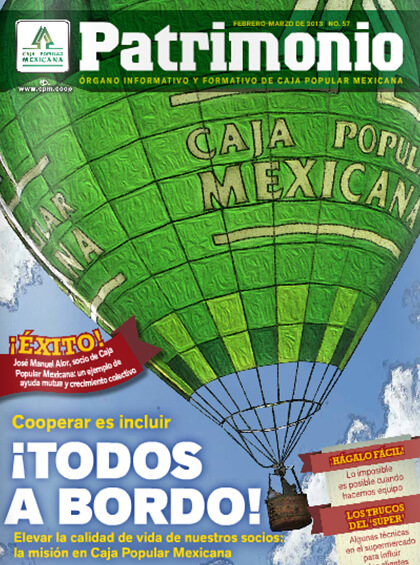 CAJA POPULAR
MEXICANA
www.cpm.coop
FEBRERO-MARZO DE 2013 NO. 57
Patrimonio
ÓRGANO INFORMATIVO Y FORMATIVO DE CAJA POPULAR MEXICANA
CAJA POPUL
MEXICANA
LAR
ANA
¡ÉXITO!
José Manuel Alor, socio de Caja
Popular Mexicana: un ejemplo de
ayuda mutua y crecimiento colectivo
Cooperar es incluir
¡TODOS
A BORDO!
Elevar la calidad de vida de nuestros socios:
la misión en Caja Popular Mexicana
¡HÁGALO FÁCIL!
Lo imposible
es posible cuando
hacemos equipo
LOS TRUCOS
DEL 'SÚPER'
Algunas técnicas
en el supermercado
para influir